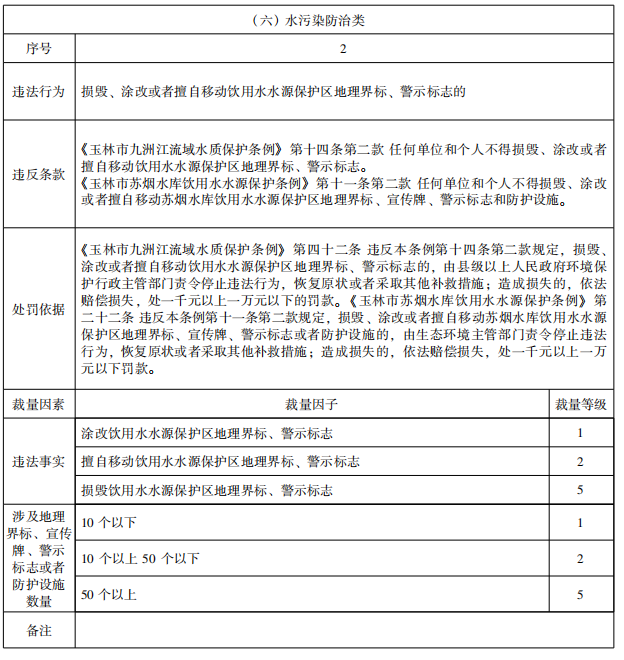 （六）水污染防治类
序号
2
违法行为
损毁、涂改或者擅自移动饮用水水源保护区地理界标、警示标志的
违反条款
《玉林市九洲江流域水质保护条例》第十四条第二款 任何单位和个人不得损毁、涂改或者
擅自移动饮用水水源保护区地理界标、警示标志。
《玉林市苏烟水库饮用水水源保护条例》第十一条第二款 任何单位和个人不得损毁、涂改
或者擅自移动苏烟水库饮用水水源保护区地理界标、宣传牌、警示标志和防护设施。
处罚依据
《玉林市九洲江流域水质保护条例》第四十二条 违反本条例第十四条第二款规定，损毁、
涂改或者擅自移动饮用水水源保护区地理界标、警示标志的，由县级以上人民政府环境保
护行政主管部门责令停止违法行为，恢复原状或者采取其他补救措施；造成损失的，依法
赔偿损失，处一千元以上一万元以下的罚款。《玉林市苏烟水库饮用水水源保护条例》第
二十二条 违反本条例第十一条第二款规定，损毁、涂改或者擅自移动饮用水水源保护区地
理界标、宣传牌、警示标志或者防护设施的，由生态环境主管部门责令停止违法
行为，恢复原状或者采取其他补救措施；造成损失的，依法赔偿损失，处一千元以上一万
元以下罚款。
裁量因素
裁量因子
裁量等级
违法事实
涂改饮用水水源保护区地理界标、警示标志
1
擅自移动饮用水水源保护区地理界标、警示标志
2
损毁饮用水水源保护区地理界标、警示标志
5
涉及地理
界标、宣传
牌、警示
标志或者
防护设施
数量
10 个以下
1
10 个以上 50 个以下
2
50 个以上
5
备注